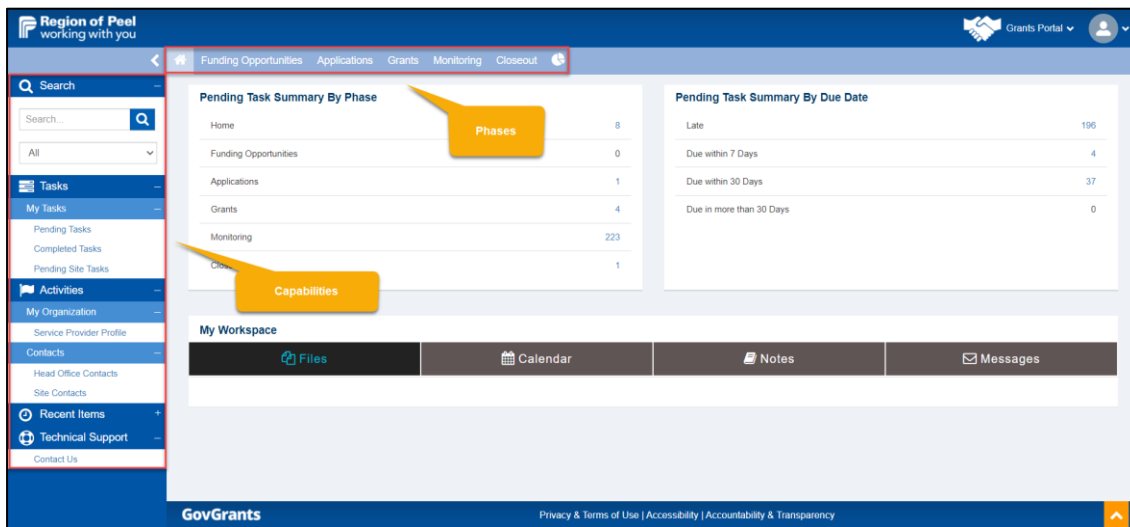 Region of Peel
working with you
Grants Portal
Funding Opportunities Applications Grants Monitoring Closeout
Search
Search...
All
Tasks
My Tasks
Pending Tasks
Completed Tasks
Pending Site Tasks
Activities
My Organization
Service Provider Profile
Contacts
Head Office Contacts
Site Contacts
Recent Items
Technical Support
Contact Us
Pending Task Summary By Phase
Home 8
Funding Opportunities 0
Applications 1
Grants 4
Monitoring 223
1
Phases
Capabilities
Pending Task Summary By Due Date
Late 196
Due within 7 Days 4
Due within 30 Days 37
Due in more than 30 Days 0
My Workspace
Files Calendar Notes Messages
GovGrants Privacy & Terms of Use | Accessibility | Accountability & Transparency